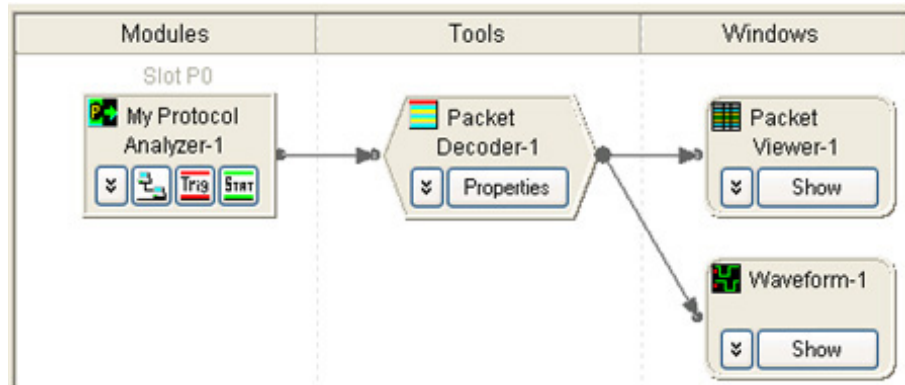 Modules Tools Windows
Slot P0
My Protocol
Analyzer-1
Trig
START
Packet
Decoder-1
Properties
Packet
Viewer-1
Show
Waveform-1
Show